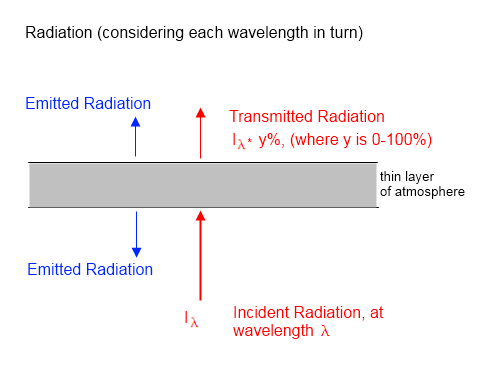 Radiation (considering each wavelength in turn)
Emitted Radiation
Transmitted Radiation
Iλ* y%, (where y is 0-100%)
thin layer
of atmosphere
Emitted Radiation
Iλ
Incident Radiation, at
wavelength λ